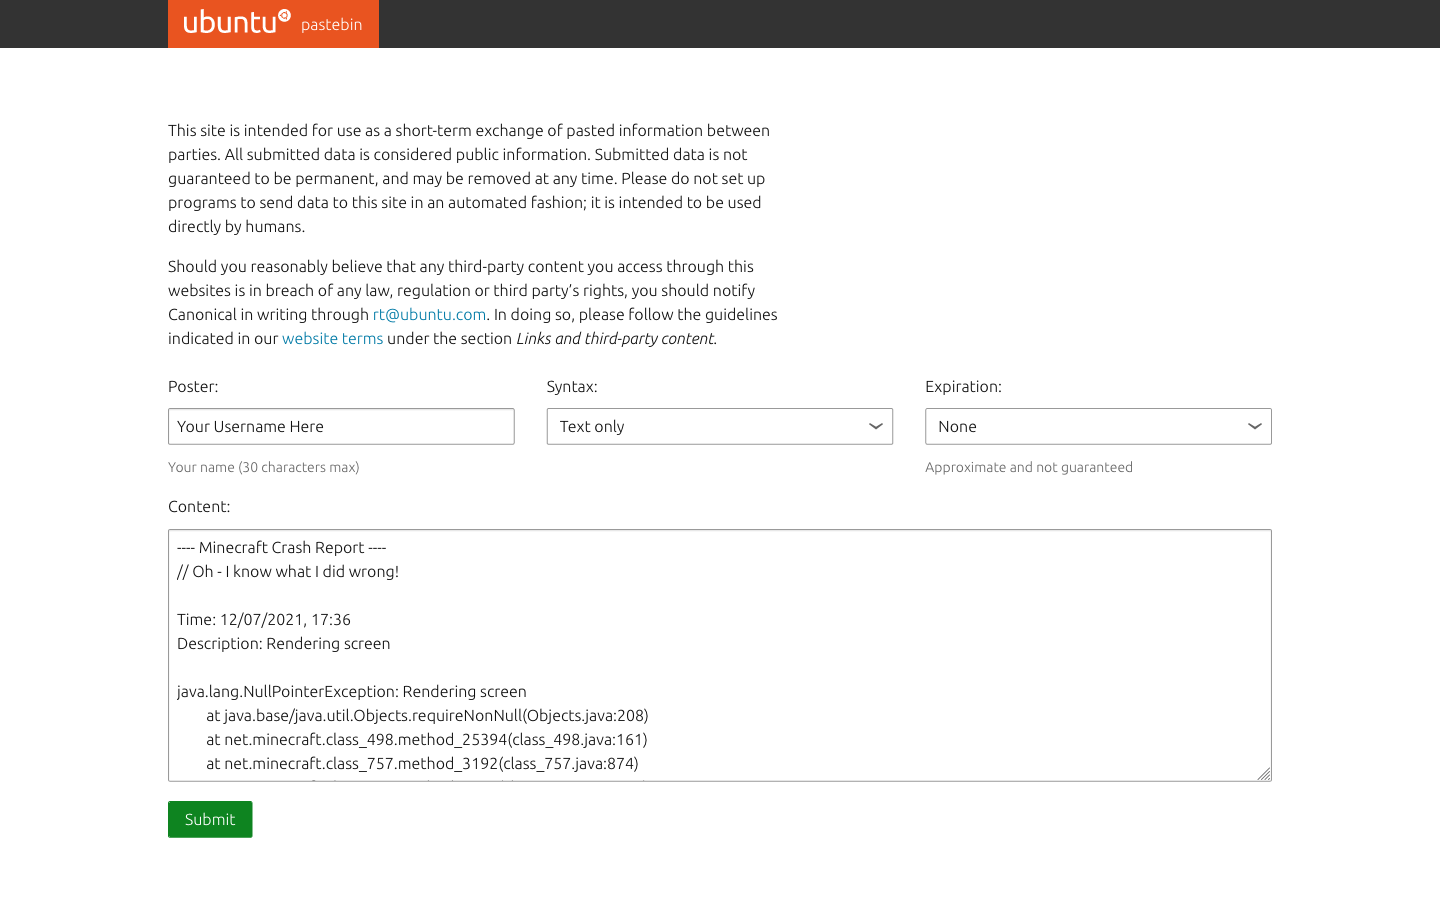 ubuntu pastebin
This site is intended for use as a short-term exchange of pasted information between
parties. All submitted data is considered public information. Submitted data is not
guaranteed to be permanent, and may be removed at any time. Please do not set up
programs to send data to this site in an automated fashion; it is intended to be used
directly by humans.
Should you reasonably believe that any third-party content you access through this
websites is in breach of any law, regulation or third party’s rights, you should notify
Canonical in writing through rt@ubuntu.com. In doing so, please follow the guidelines
indicated in our website terms under the section Links and third-party content.
Poster: Syntax: Expiration:
Your Username Here Text only None
Your name (30 characters max) Approximate and not guaranteed
Content:
---- Minecraft Crash Report ----
// Oh - I know what I did wrong!
Time: 12/07/2021, 17:36
Description: Rendering screen
java.lang.NullPointerException: Rendering screen
at java.base/java.util.Objects.requireNonNull(Objects.java:208)
at net.minecraft.class_498.method_25394(class_498.java:161)
at net.minecraft.class_757.method_3192(class_757.java:874)
Submit